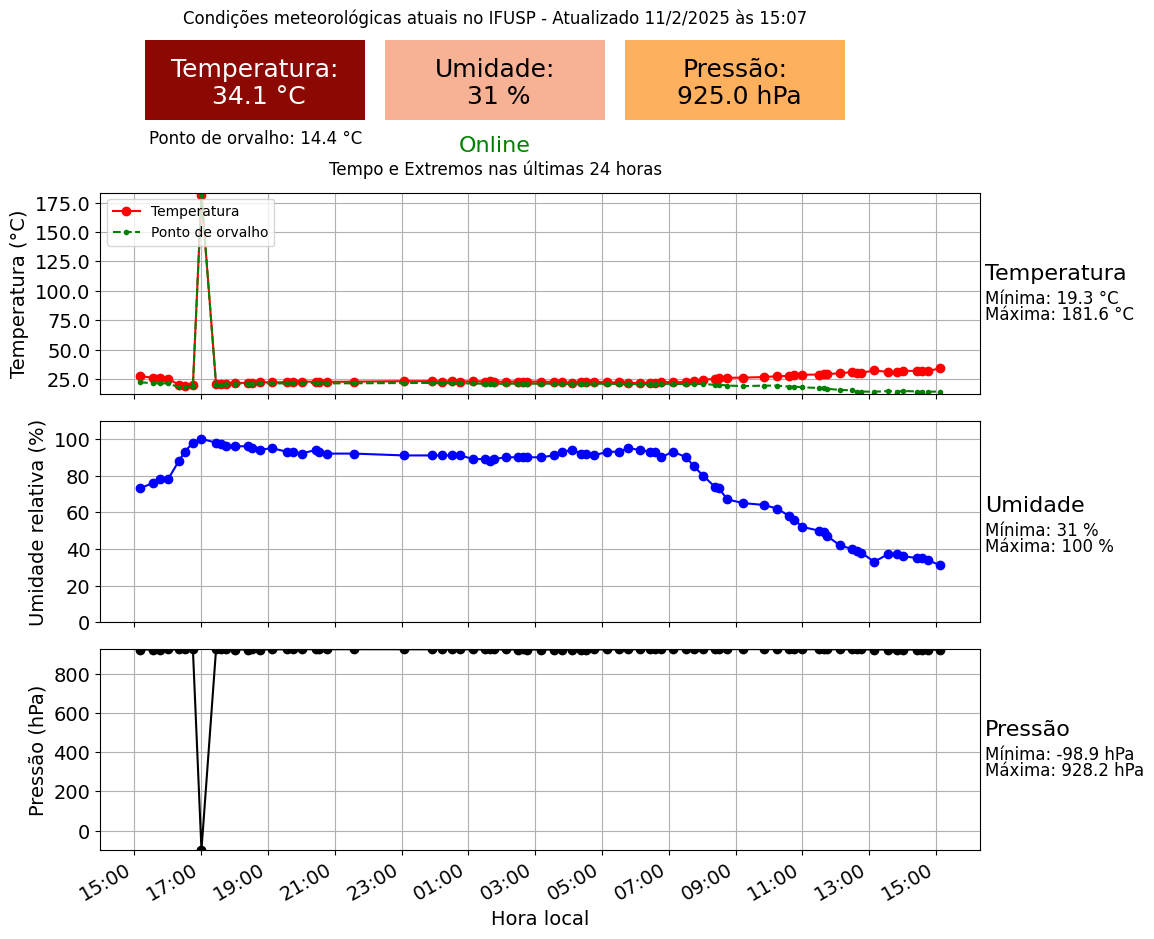 Condições meteorológicas atuais no IFUSP - Atualizado 11/2/2025 às 15:07
Temperatura:
34.1 °C
Umidade:
31 %
Pressão:
925.0 hPa
Ponto de orvalho: 14.4 °C
Online
Tempo e Extremos nas últimas 24 horas
Temperatura (°C)
175.0
150.0
125.0
100.0
75.0
50.0
25.0
Temperatura
Ponto de orvalho
Temperatura
Mínima: 19.3 °C
Máxima: 181.6 °C
Umidade relativa (%)
100
80
60
40
20
0
Umidade
Mínima: 31 %
Máxima: 100 %
Pressão (hPa)
800
600
400
200
0
Pressão
Mínima: -98.9 hPa
Máxima: 928.2 hPa
15:00 17:00 19:00 21:00 23:00 01:00 03:00 05:00 07:00 09:00 11:00 13:00 15:00
Hora local